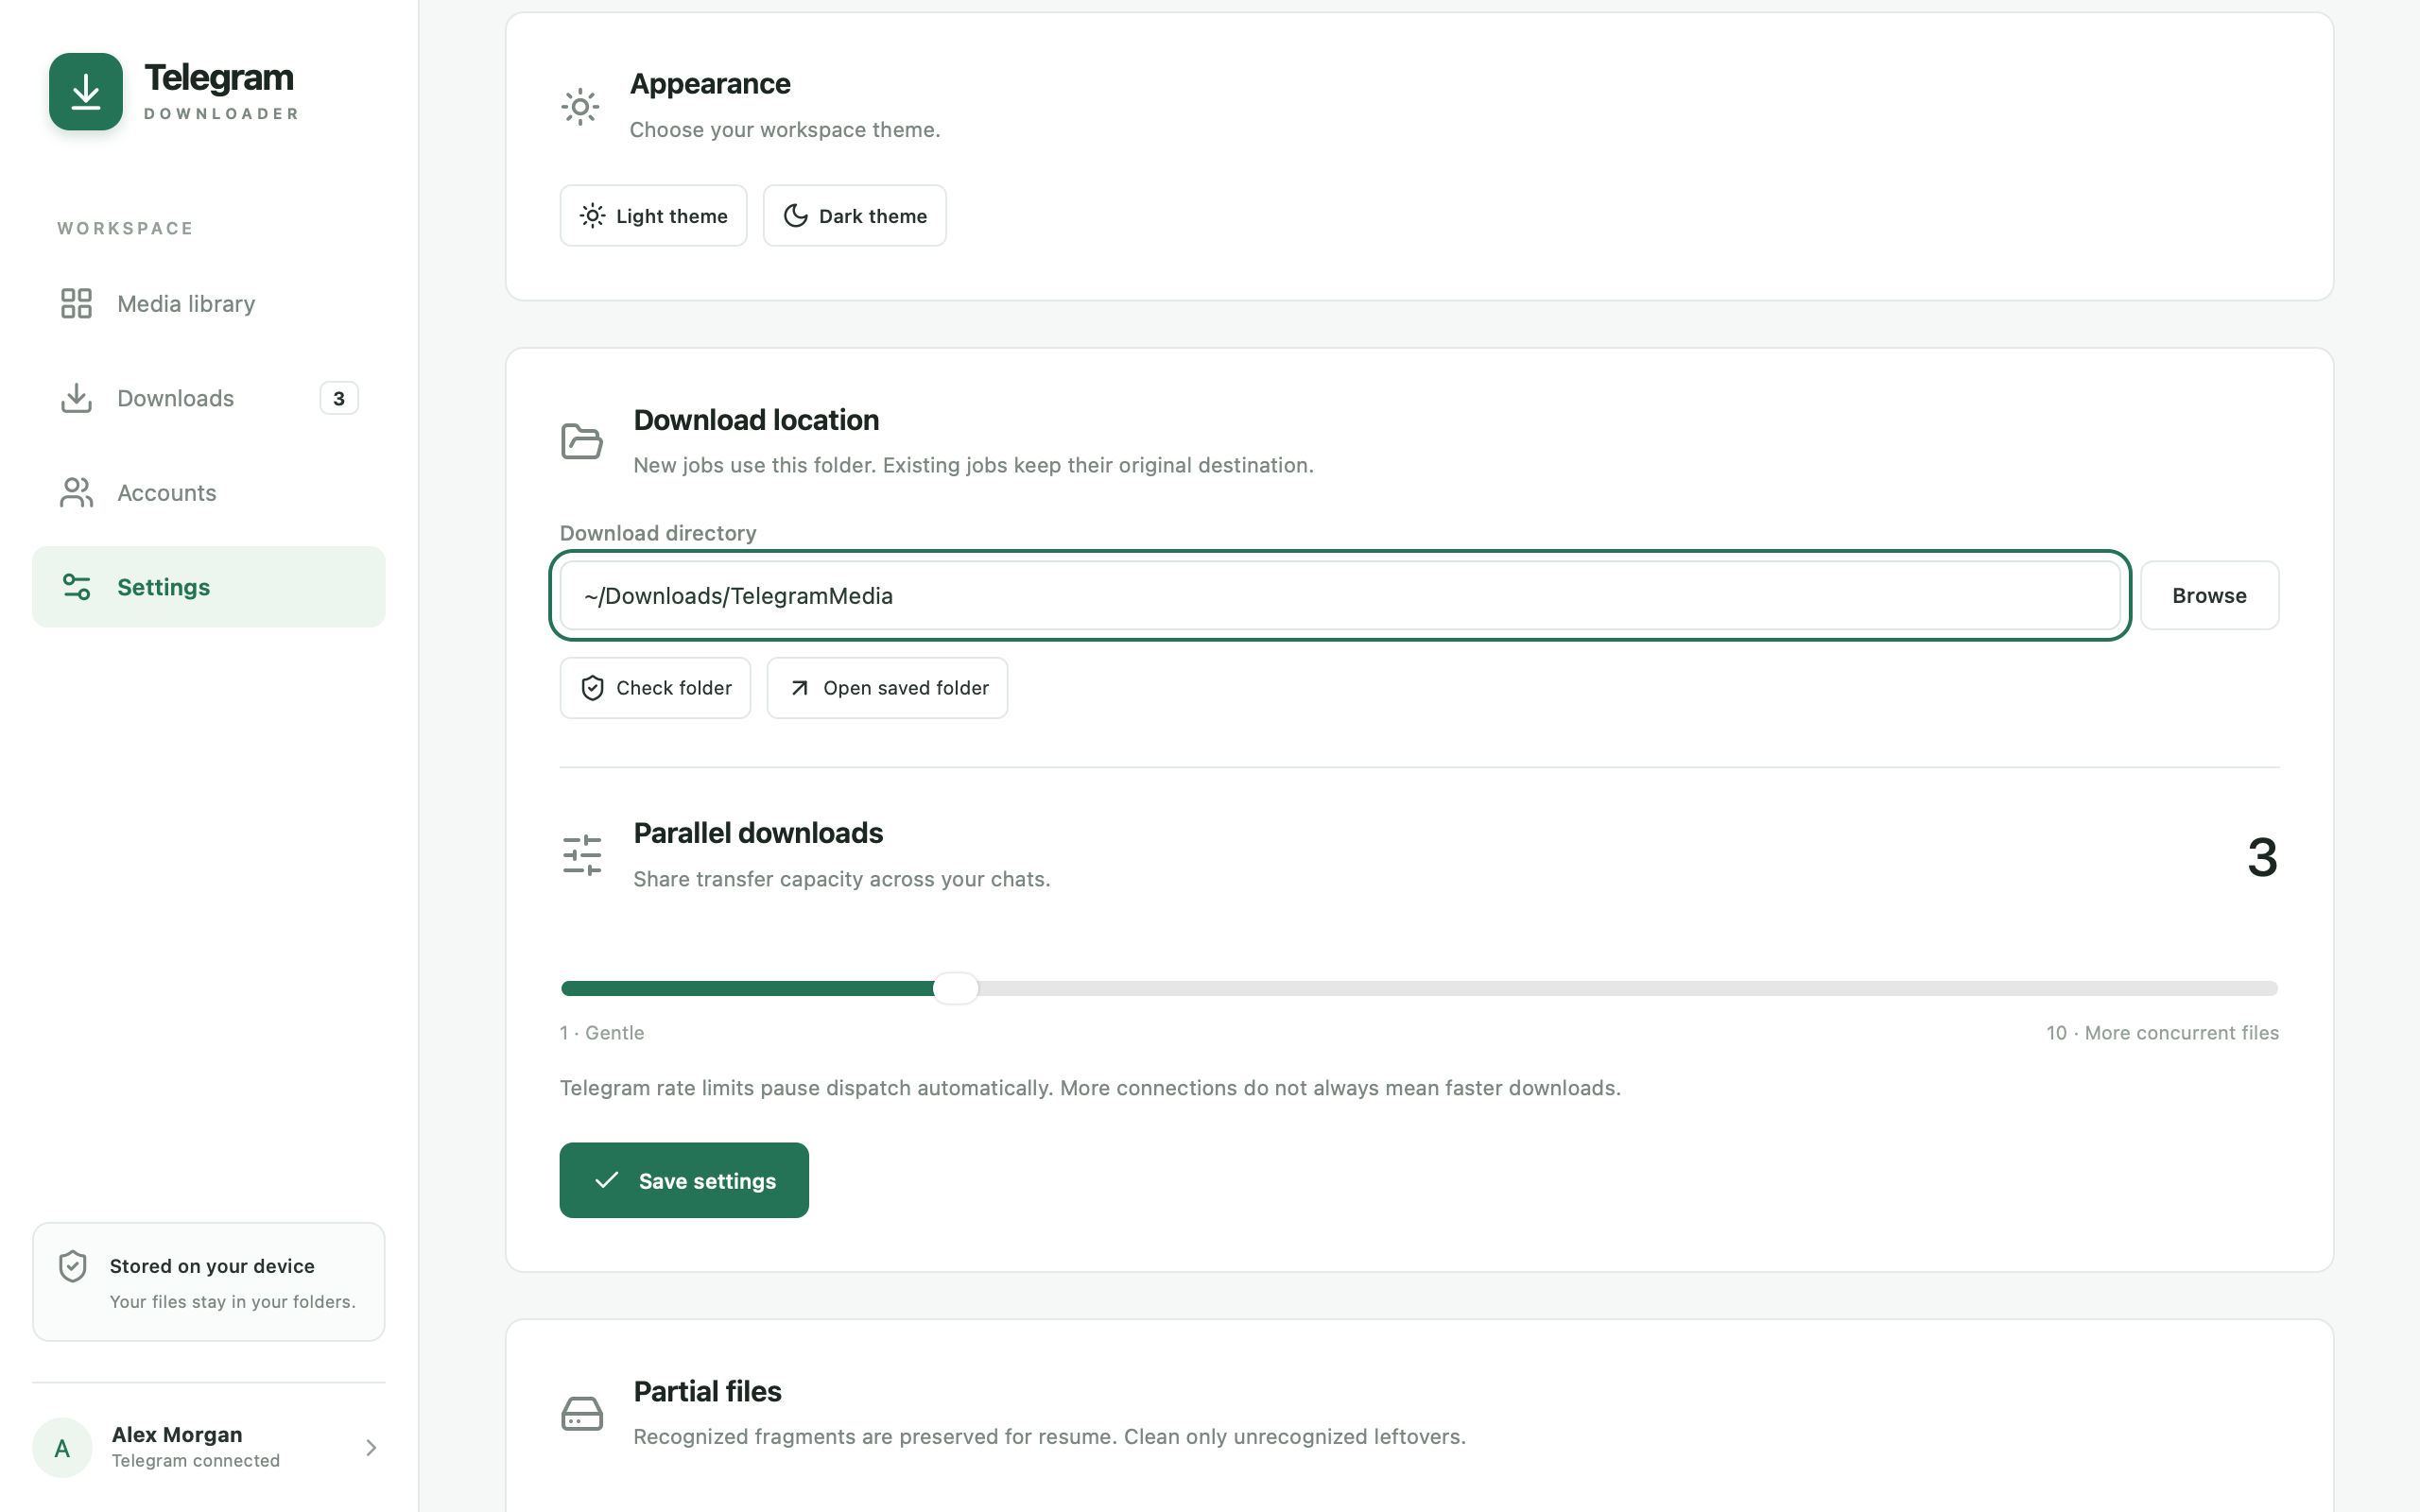 Telegram
DOWNLOADER
WORKSPACE
Media library
Downloads 3
Accounts
Settings
Stored on your device
Your files stay in your folders.
A
Alex Morgan
Telegram connected
Appearance
Choose your workspace theme.
Light theme
Dark theme
Download location
New jobs use this folder. Existing jobs keep their original destination.
Download directory
~/Downloads/TelegramMedia
Browse
Check folder
Open saved folder
Parallel downloads
Share transfer capacity across your chats.
3
1 · Gentle
10 · More concurrent files
Telegram rate limits pause dispatch automatically. More connections do not always mean faster downloads.
Save settings
Partial files
Recognized fragments are preserved for resume. Clean only unrecognized leftovers.